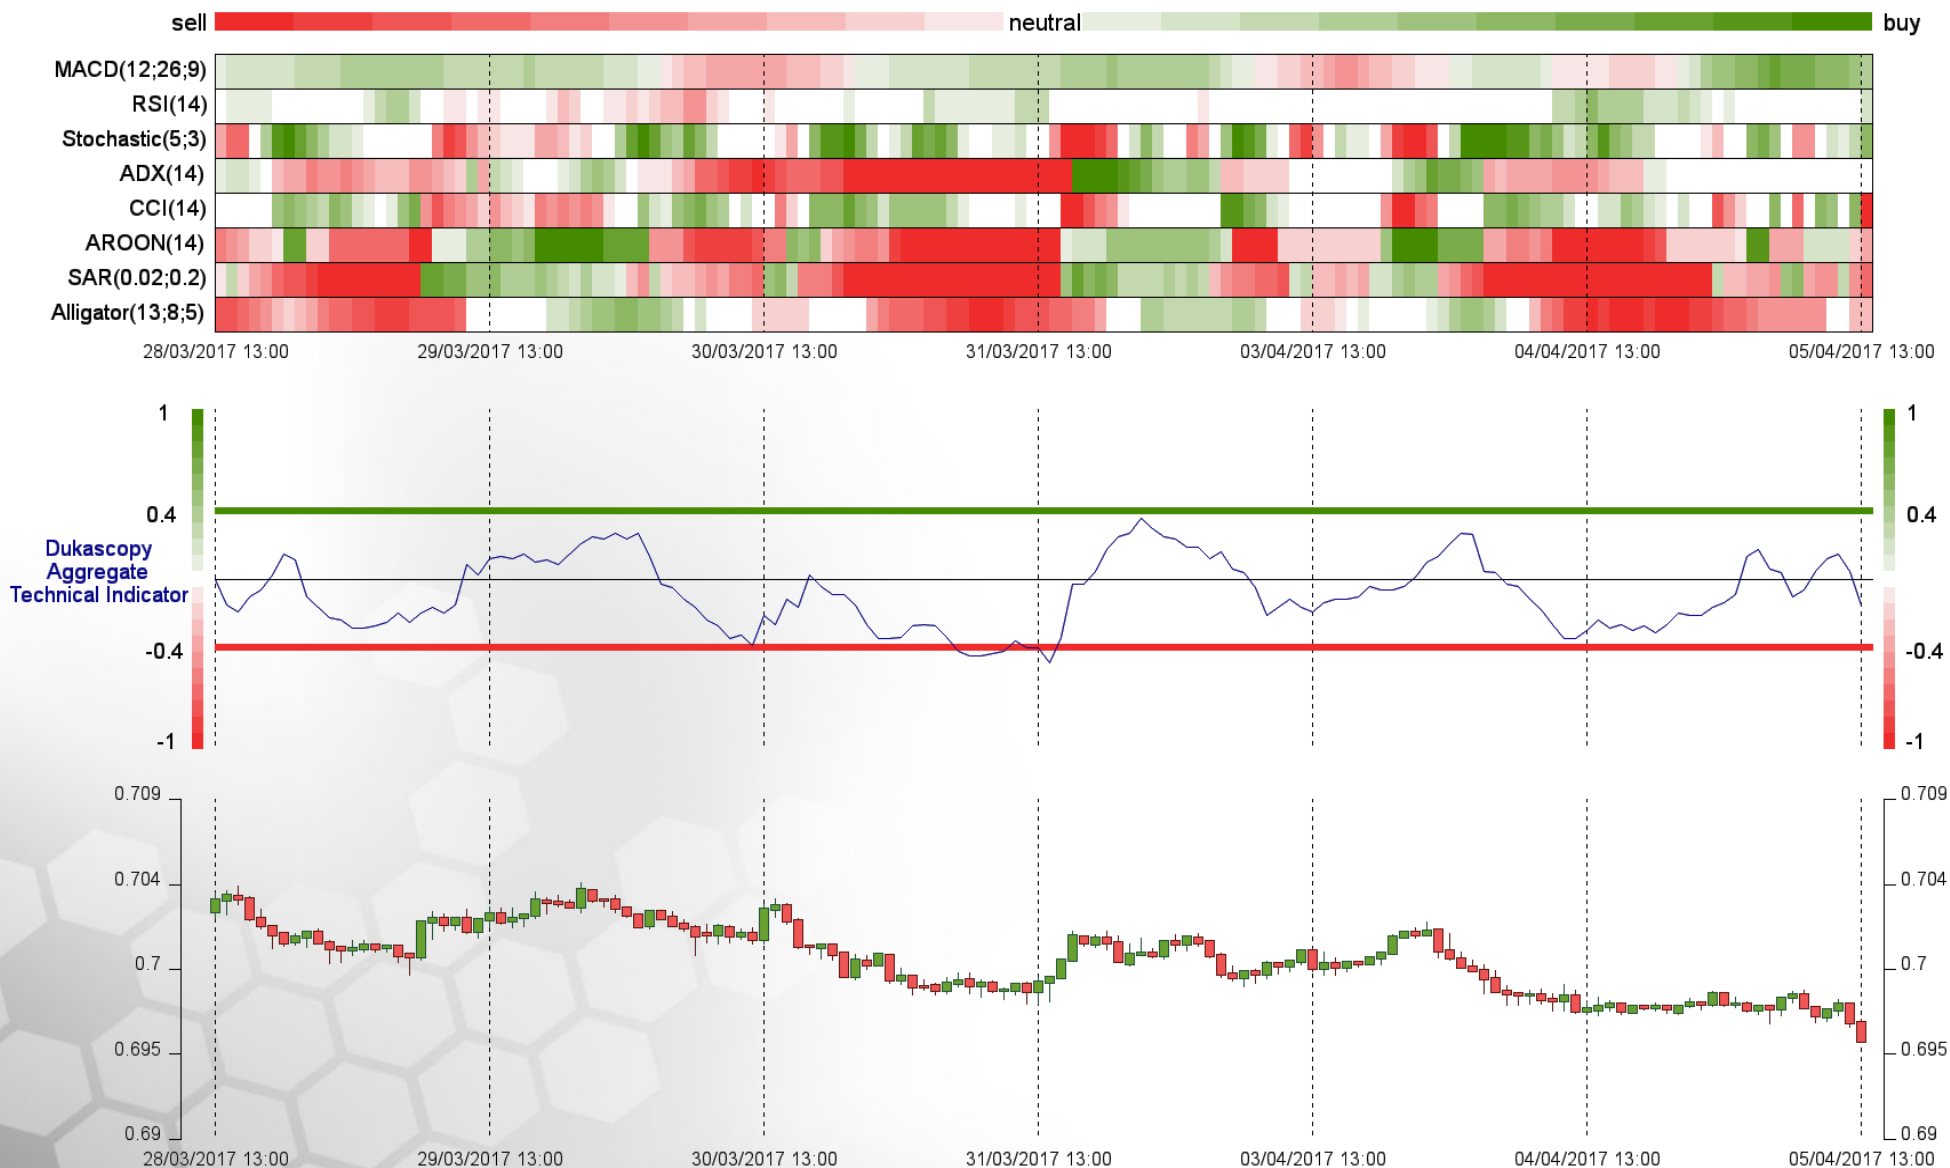 sell neutral buy
MACD(12;26;9)
RSI(14)
Stochastic(5;3)
ADX(14)
CCI(14)
AROON(14)
SAR(0.02;0.2)
Alligator(13;8;5)
28/03/2017 13:00 29/03/2017 13:00 30/03/2017 13:00 31/03/2017 13:00 03/04/2017 13:00 04/04/2017 13:00 05/04/2017 13:00
1 1
0.4 0.4
Dukascopy
Aggregate
Technical Indicator
-0.4 -0.4
-1 -1
0.709 0.709
0.704 0.704
0.7 0.7
0.695 0.695
0.69 0.69
28/03/2017 13:00 29/03/2017 13:00 30/03/2017 13:00 31/03/2017 13:00 03/04/2017 13:00 04/04/2017 13:00 05/04/2017 13:00